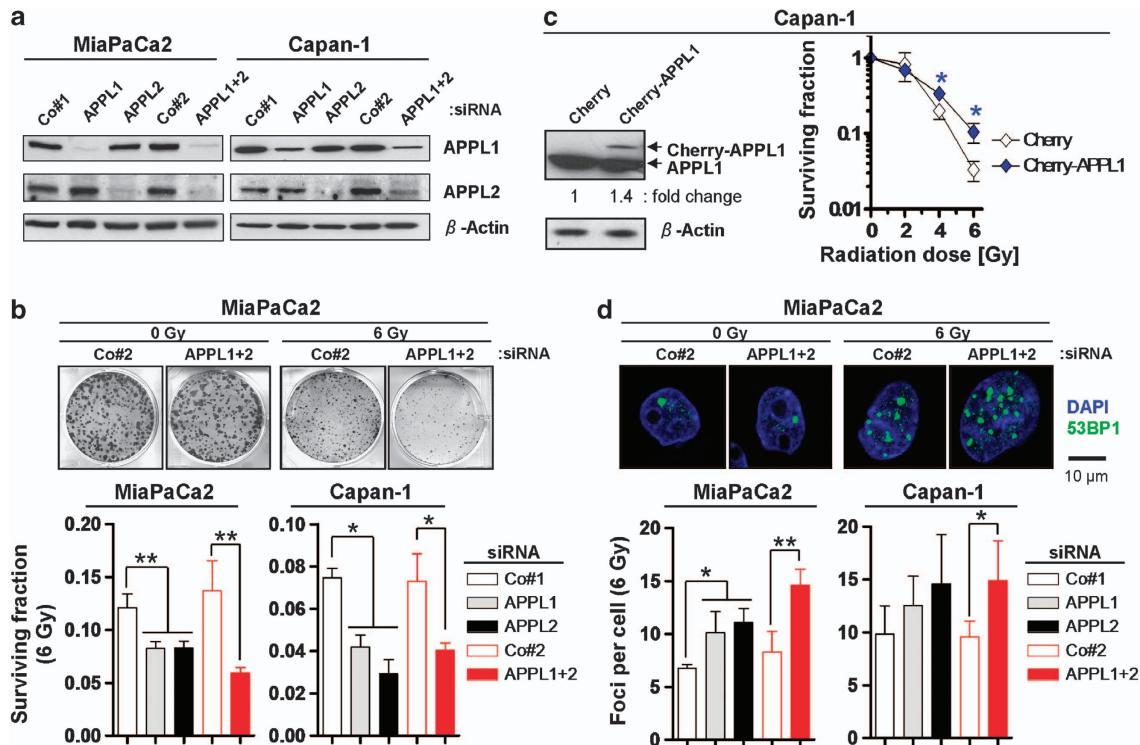 a
MiaPaCa2 Capan-1
Co#1 APPL1 APPL2 Co#2 APPL1+2 Co#1 APPL1 APPL2 Co#2 APPL1+2 :siRNA
APPL1
APPL2
β-Actin
b
MiaPaCa2
0 Gy 6 Gy
Co#2 APPL1+2 Co#2 APPL1+2 :siRNA
MiaPaCa2 Capan-1
Surviving fraction
(6 Gy)
0.20
0.15
0.10
0.05
0.00
** **
0.10
0.08
0.06
0.04
0.02
0.00
* *
siRNA
Co#1
APPL1
APPL2
Co#2
APPL1+2
c
Capan-1
Cherry Cherry-APPL1
Cherry-APPL1
APPL1
1 1.4 : fold change
β-Actin
Surviving fraction
1
0.1
0.01
* *
0 2 4 6
Radiation dose [Gy]
Cherry
Cherry-APPL1
d
MiaPaCa2
0 Gy 6 Gy
Co#2 APPL1+2 Co#2 APPL1+2 :siRNA
DAPI
53BP1
10 µm
MiaPaCa2 Capan-1
Foci per cell (6 Gy)
20
15
10
5
0
* **
20
15
10
5
0
*
siRNA
Co#1
APPL1
APPL2
Co#2
APPL1+2